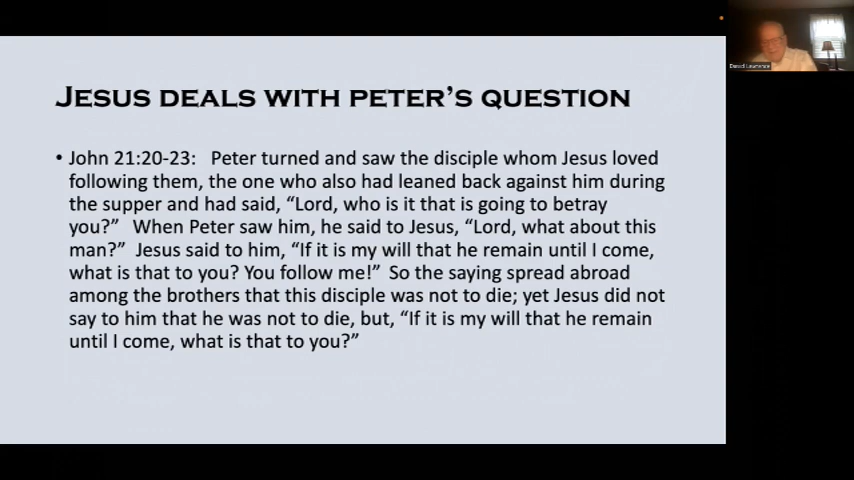 JESUS DEALS WITH PETER'S QUESTION
• John 21:20-23: Peter turned and saw the disciple whom Jesus loved
following them, the one who also had leaned back against him during
the supper and had said, “Lord, who is it that is going to betray
you?” When Peter saw him, he said to Jesus, “Lord, what about this
man?” Jesus said to him, “If it is my will that he remain until I come,
what is that to you? You follow me!” So the saying spread abroad
among the brothers that this disciple was not to die; yet Jesus did not
say to him that he was not to die, but, “If it is my will that he remain
until I come, what is that to you?”
Lawrence